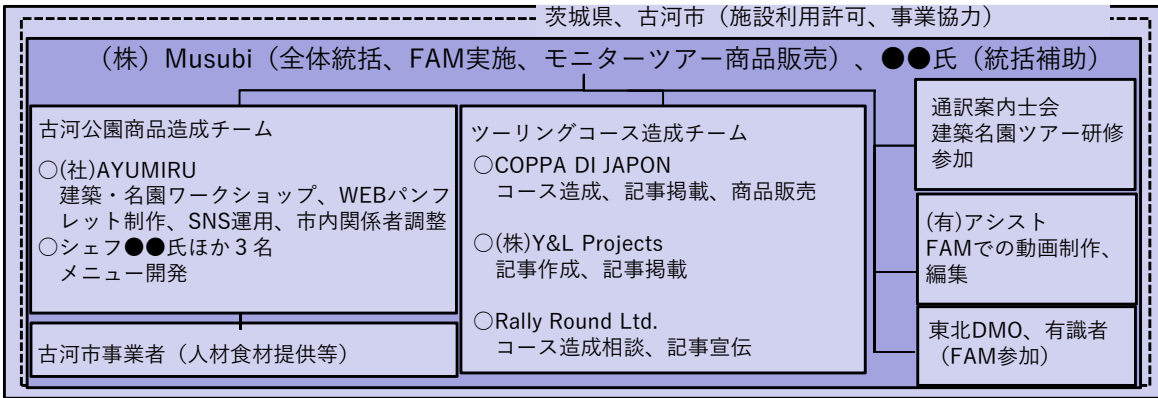 茨城県、古河市（施設利用許可、事業協力）
（株）Musubi（全体統括、FAM実施、モニターツアー商品販売）、●●氏（統括補助）
古河公園商品造成チーム
○(社)AYUMIRU
建築・名園ワークショップ、WEBパンフ
レット制作、SNS運用、市内関係者調整
○シェフ●●氏ほか３名
メニュー開発
古河市事業者（人材食材提供等）
ツーリングコース造成チーム
○COPPA DI JAPON
コース造成、記事掲載、商品販売
○(株)Y&L Projects
記事作成、記事掲載
○Rally Round Ltd.
コース造成相談、記事宣伝
通訳案内士会
建築名園ツアー研修
参加
(有)アシスト
FAMでの動画制作、
編集
東北DMO、有識者
（FAM参加）